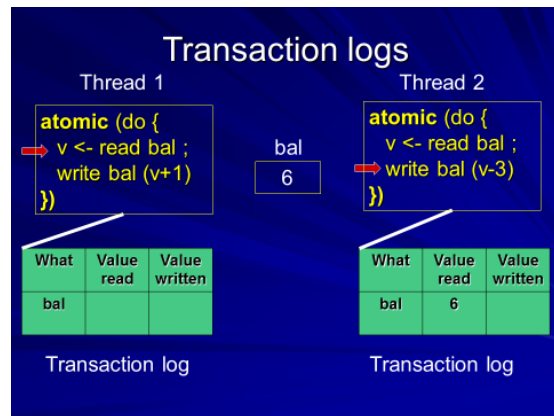 Transaction logs
Thread 1
atomic (do {
v <- read bal ;
write bal (v+1)
})
bal
6
Thread 2
atomic (do {
v <- read bal ;
write bal (v-3)
})
What Value read Value written
bal
Transaction log
What Value read Value written
bal 6
Transaction log